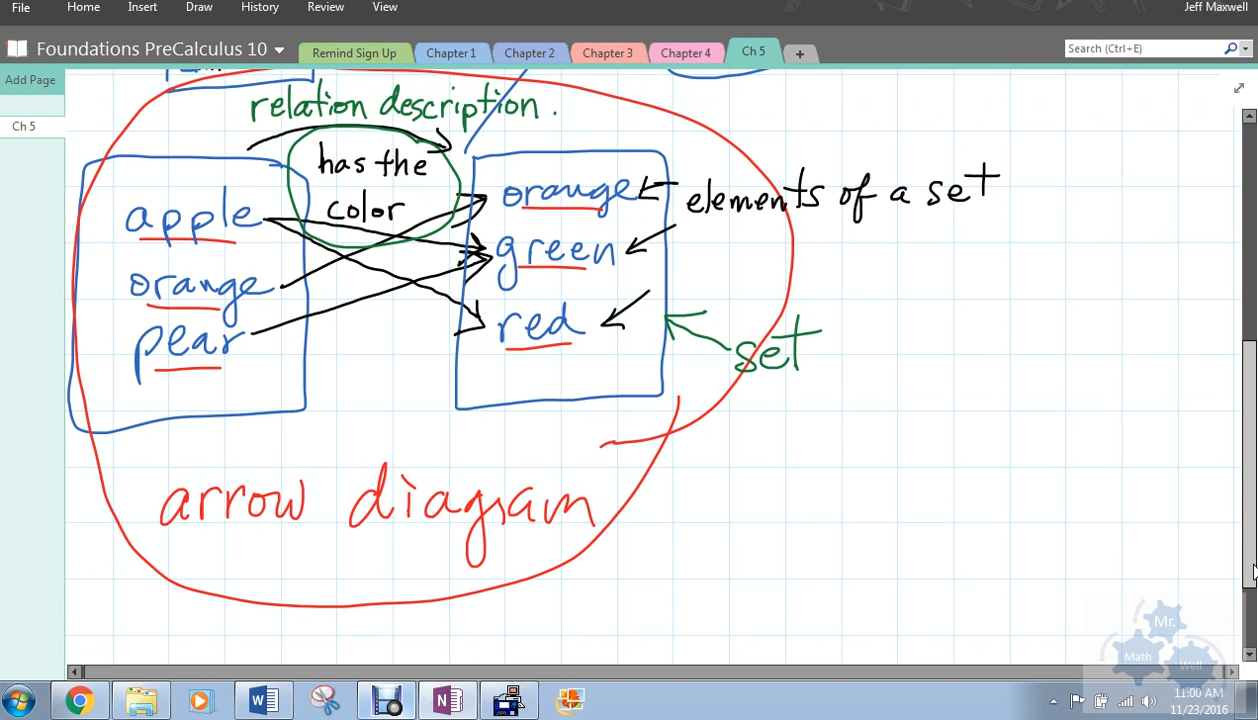 File Home Insert Draw History Review View Jeff Maxwell
Foundations PreCalculus 10 Remind Sign Up Chapter 1 Chapter 2 Chapter 3 Chapter 4 Ch 5 + Search (Ctrl+E)
Add Page
Ch 5
relation description.
has the
color
apple
orange
pear
orange
green
red
elements of a set
set
arrow diagram
Mr.
Math Well
11:00 AM
11/23/2016